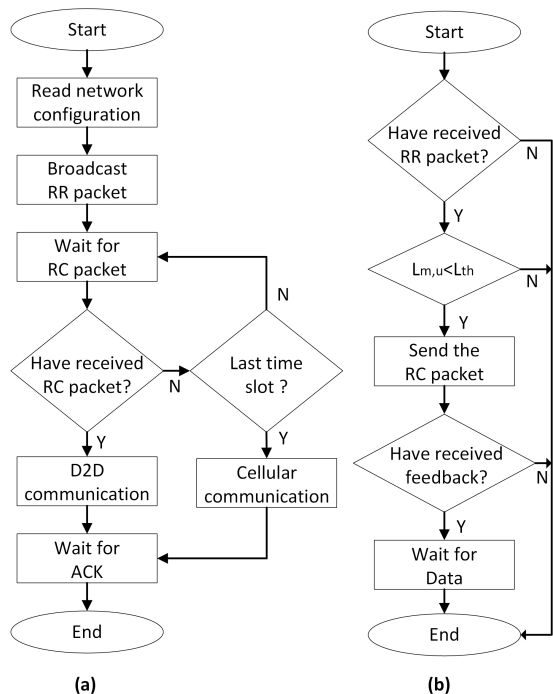 Start
Read network
configuration
Broadcast
RR packet
Wait for
RC packet
N
Have received
RC packet?
N
Last time
slot ?
Y
Y
D2D
communication
Cellular
communication
Wait for
ACK
End
(a)
Start
Have received
RR packet?
N
Y
Lm,u<Lth
N
Y
Send the
RC packet
Have received
feedback?
N
Y
Wait for
Data
End
(b)